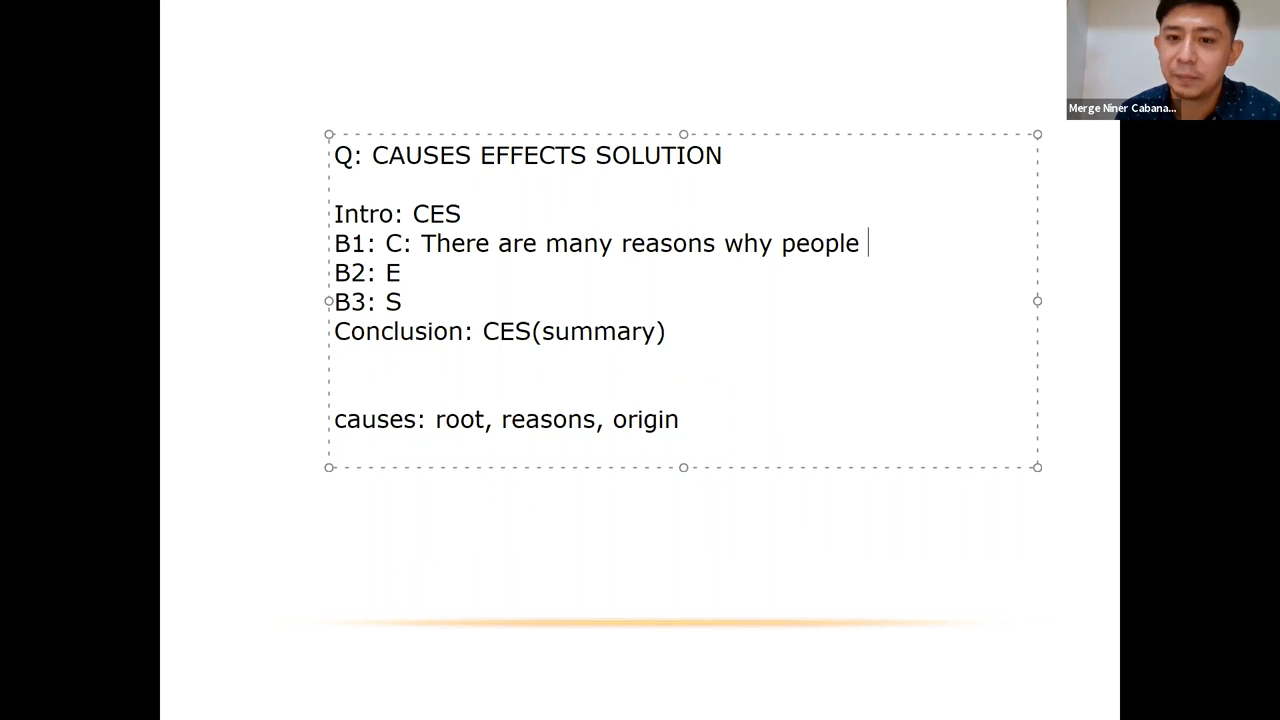 Q: CAUSES EFFECTS SOLUTION
Intro: CES
B1: C: There are many reasons why people
B2: E
B3: S
Conclusion: CES(summary)
causes: root, reasons, origin
Merge Niner Cabana...